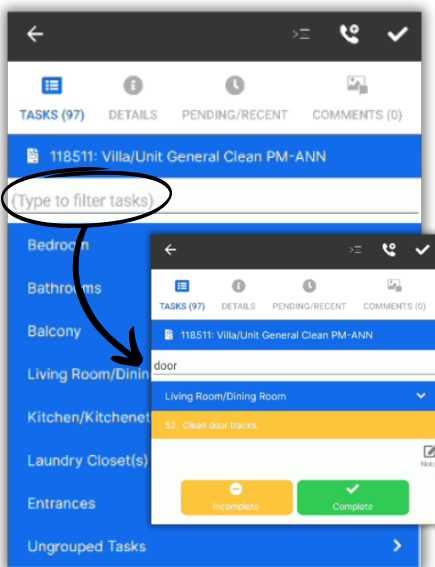 TASKS (97) DETAILS PENDING/RECENT COMMENTS (0)
118511: Villa/Unit General Clean PM-ANN
(Type to filter tasks)
Bedroom
Bathrooms
Balcony
Living Room/Dinin
Kitchen/Kitchenet
Laundry Closet(s)
Entrances
Ungrouped Tasks
TASKS (97) DETAILS PENDING/RECENT COMMENTS (0)
118511: Villa/Unit General Clean PM-ANN
door
Living Room/Dining Room
52. Clean door tracks.
Note
Incomplete Complete